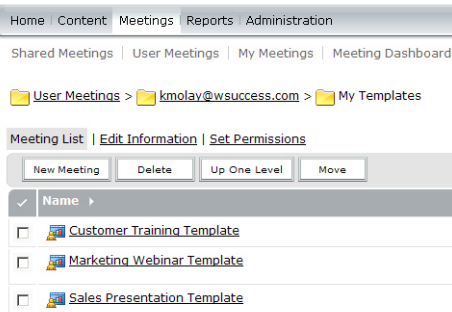 Home | Content | Meetings | Reports | Administration
Shared Meetings | User Meetings | My Meetings | Meeting Dashboard
User Meetings > kmolay@wsuccess.com > My Templates
Meeting List | Edit Information | Set Permissions
New Meeting Delete Up One Level Move
Name
Customer Training Template
Marketing Webinar Template
Sales Presentation Template